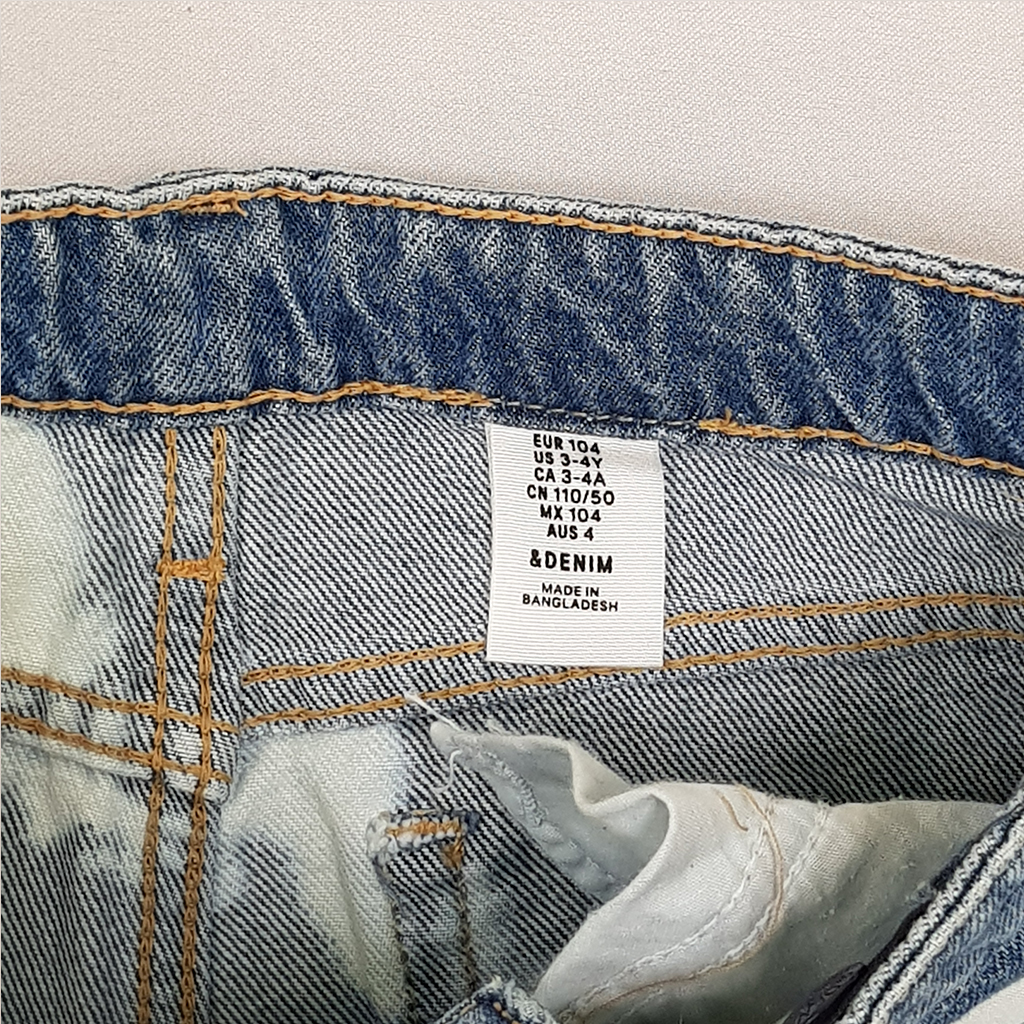 EUR 104
US 3-4Y
CA 3-4A
CN 110/50
MX 104
AUS 4
&DENIM
MADE IN
BANGLADESH